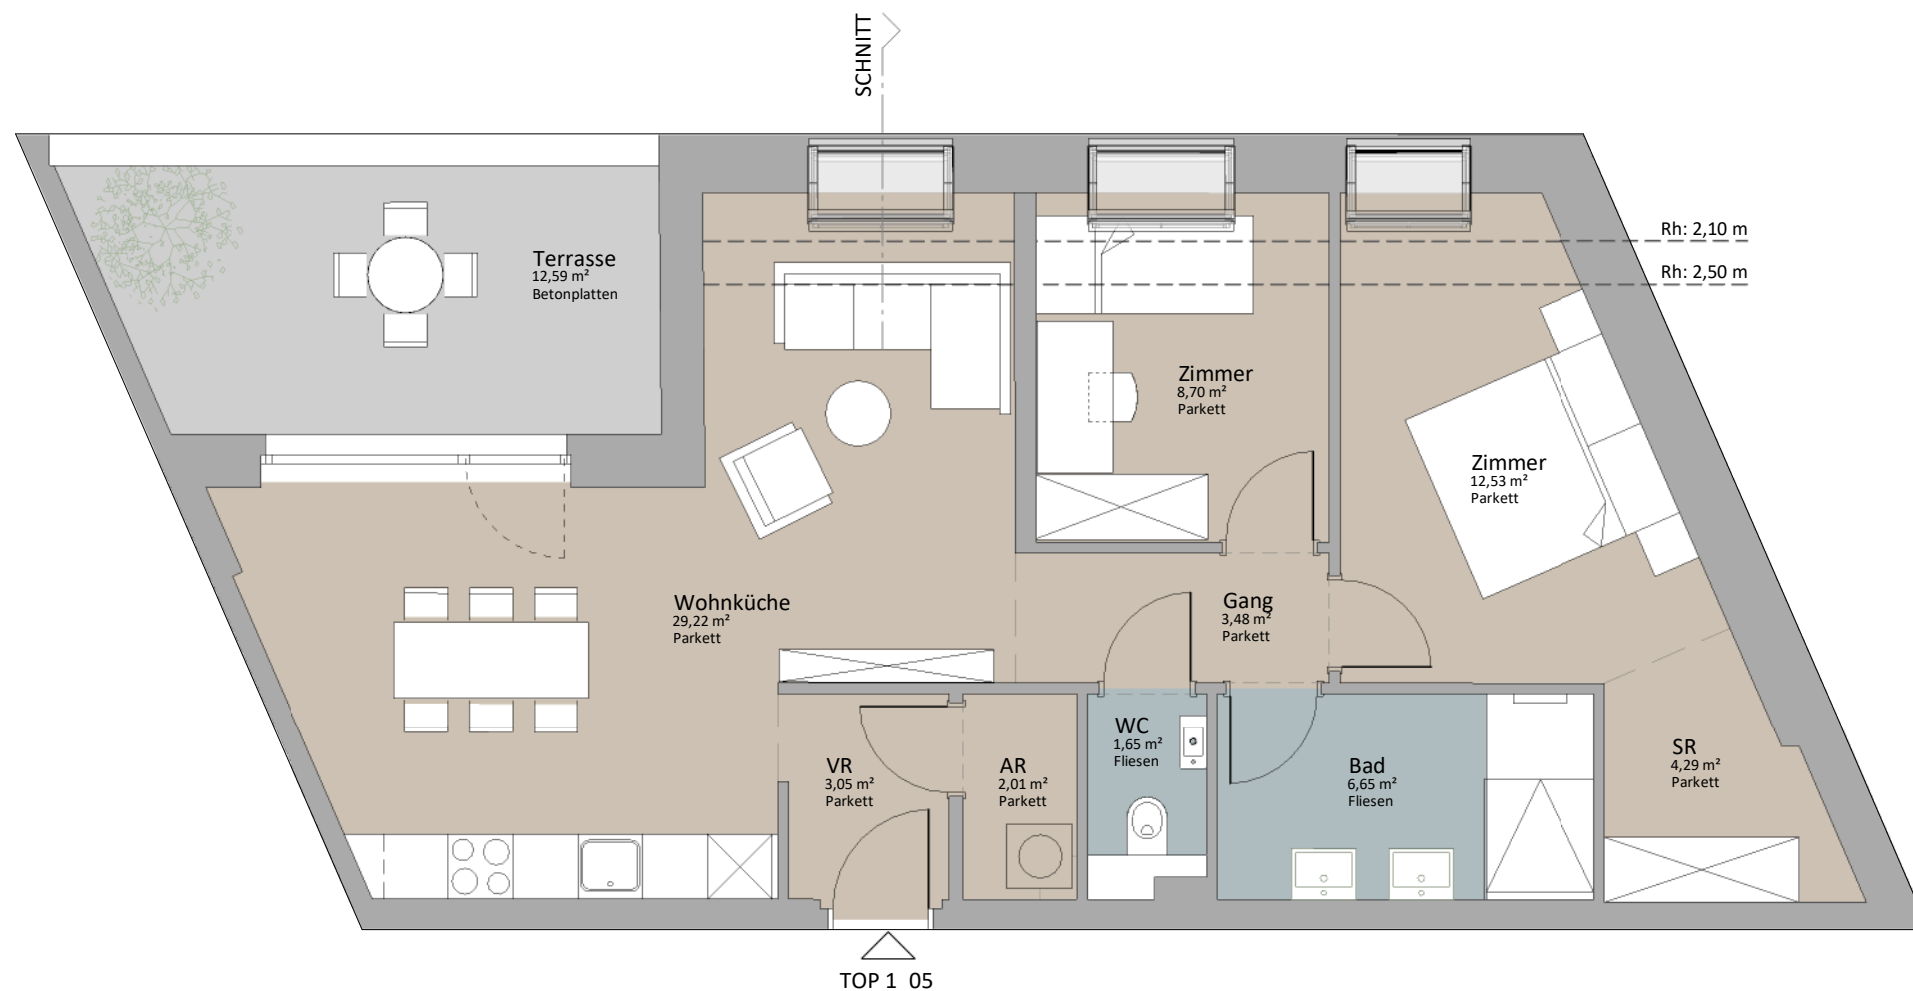 SCHNITT
Rh: 2,10 m
Rh: 2,50 m
Terrasse
12,59 m²
Betonplatten
Zimmer
8,70 m²
Parkett
Zimmer
12,53 m²
Parkett
Wohnküche
29,22 m²
Parkett
Gang
3,48 m²
Parkett
VR
3,05 m²
Parkett
AR
2,01 m²
Parkett
WC
1,65 m²
Fliesen
Bad
6,65 m²
Fliesen
SR
4,29 m²
Parkett
TOP 1 05